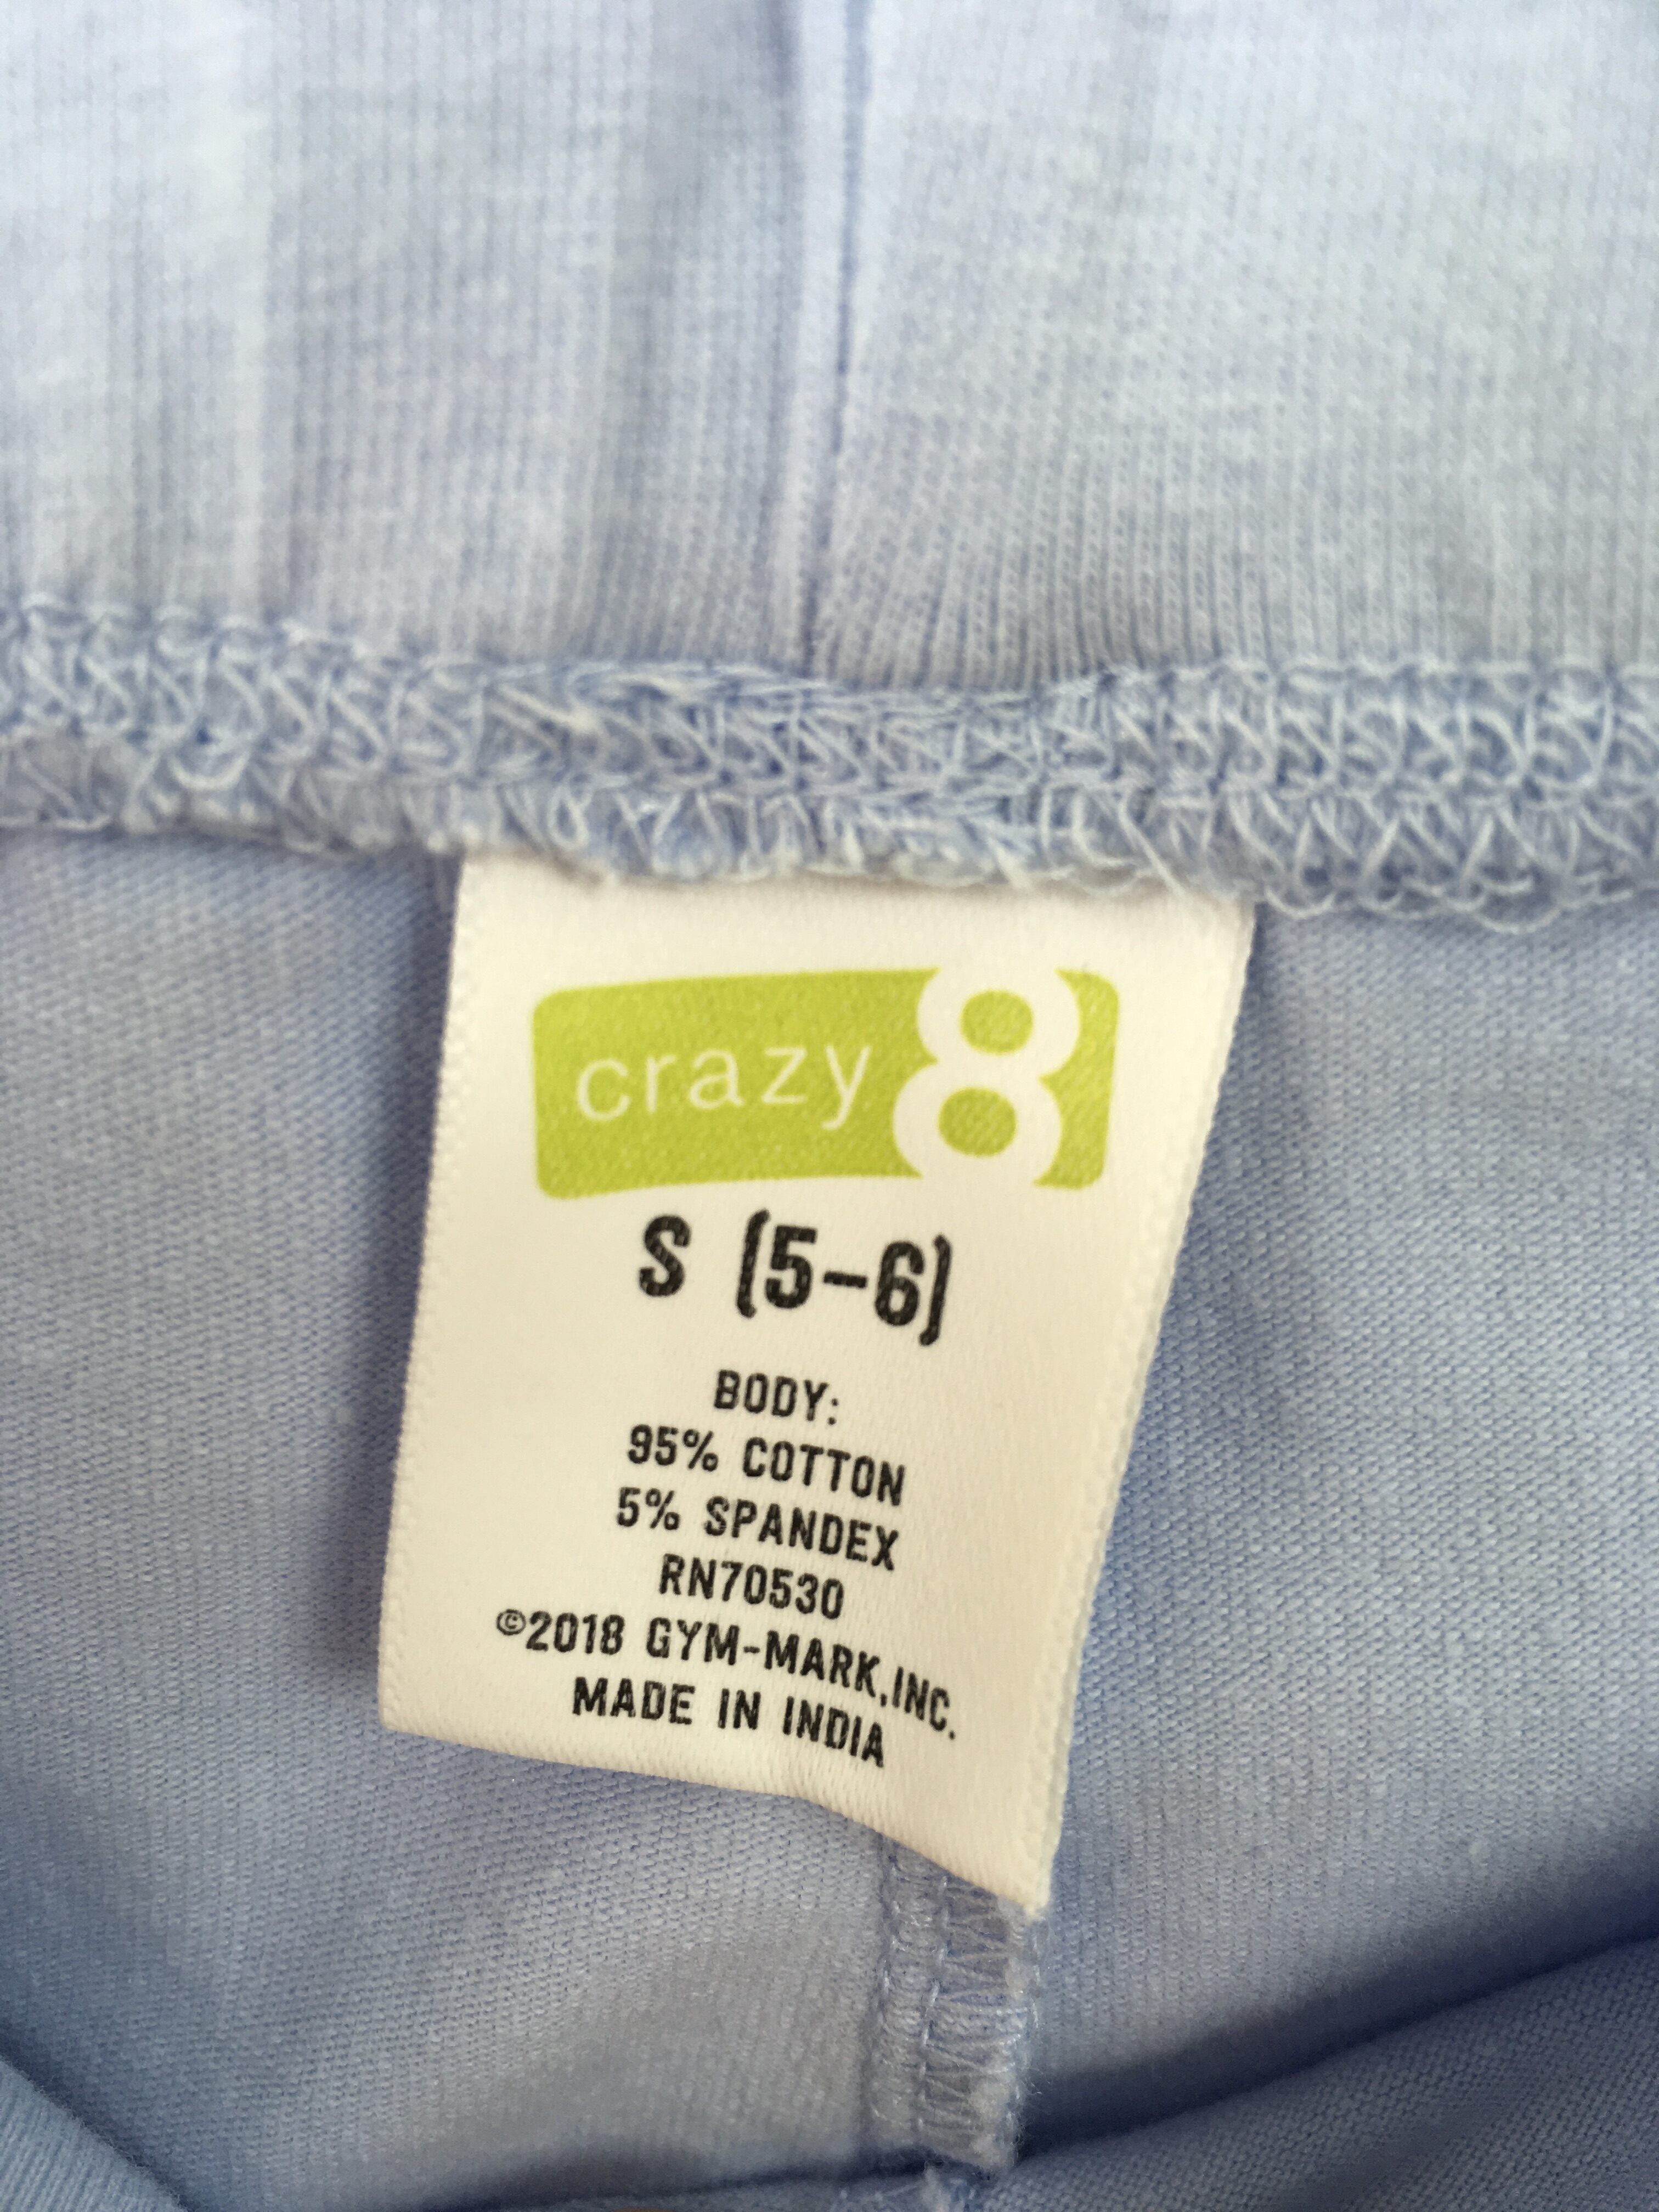 crazy 8
S (5-6)
BODY:
95% COTTON
5% SPANDEX
RN70530
©2018 GYM-MARK,INC.
MADE IN INDIA